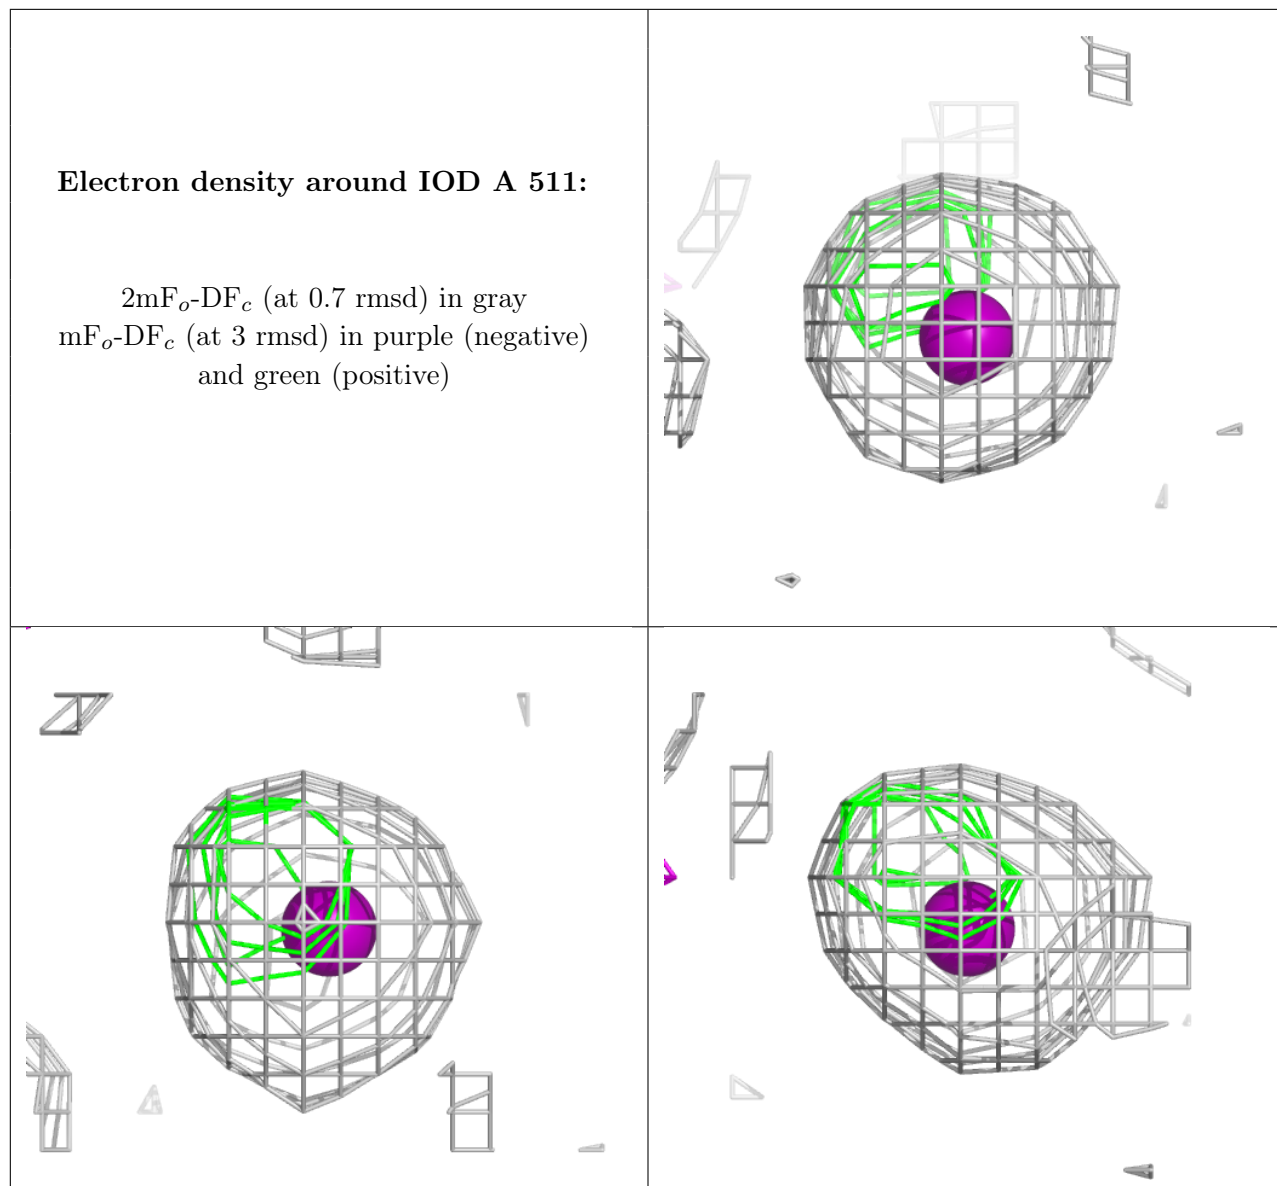 Electron density around IOD A 511:
2mFo-DFc (at 0.7 rmsd) in gray
mFo-DFc (at 3 rmsd) in purple (negative)
and green (positive)